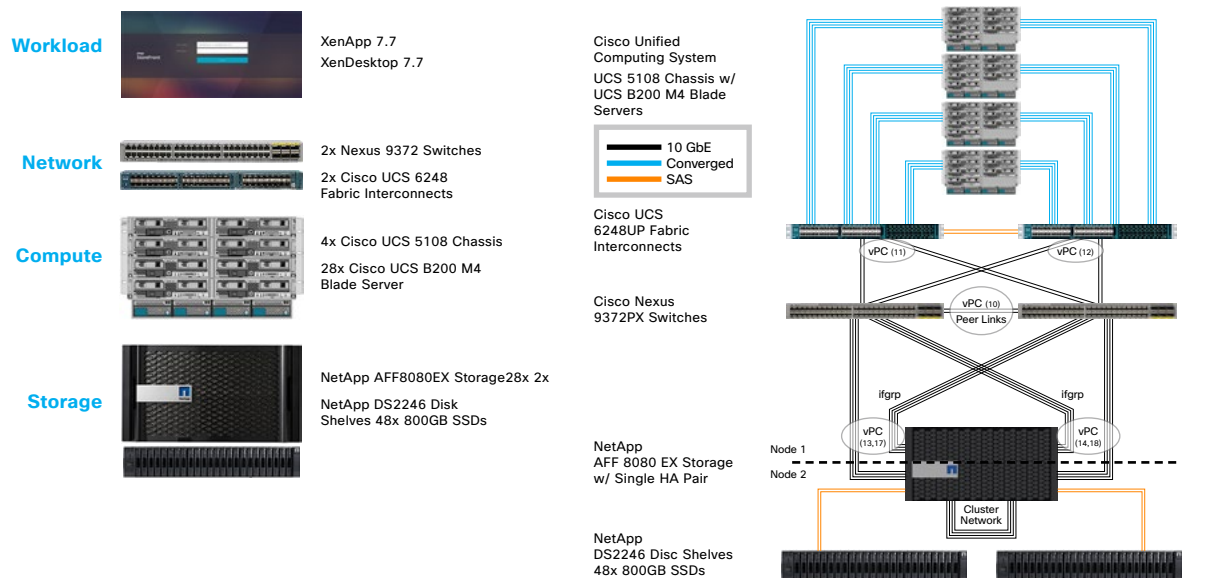 Workload
XenApp 7.7
XenDesktop 7.7
Network
2x Nexus 9372 Switches
2x Cisco UCS 6248
Fabric Interconnects
Compute
4x Cisco UCS 5108 Chassis
28x Cisco UCS B200 M4
Blade Server
Storage
NetApp AFF8080EX Storage28x 2x
NetApp DS2246 Disk
Shelves 48x 800GB SSDs
Cisco Unified
Computing System
UCS 5108 Chassis w/
UCS B200 M4 Blade
Servers
10 GbE
Converged
SAS
Cisco UCS
6248UP Fabric
Interconnects
vPC (11)
vPC (12)
Cisco Nexus
9372PX Switches
vPC (10)
Peer Links
ifgrp
ifgrp
vPC
(13,17)
vPC
(14,18)
NetApp
AFF 8080 EX Storage
w/ Single HA Pair
Node 1
Node 2
Cluster
Network
NetApp
DS2246 Disc Shelves
48x 800GB SSDs